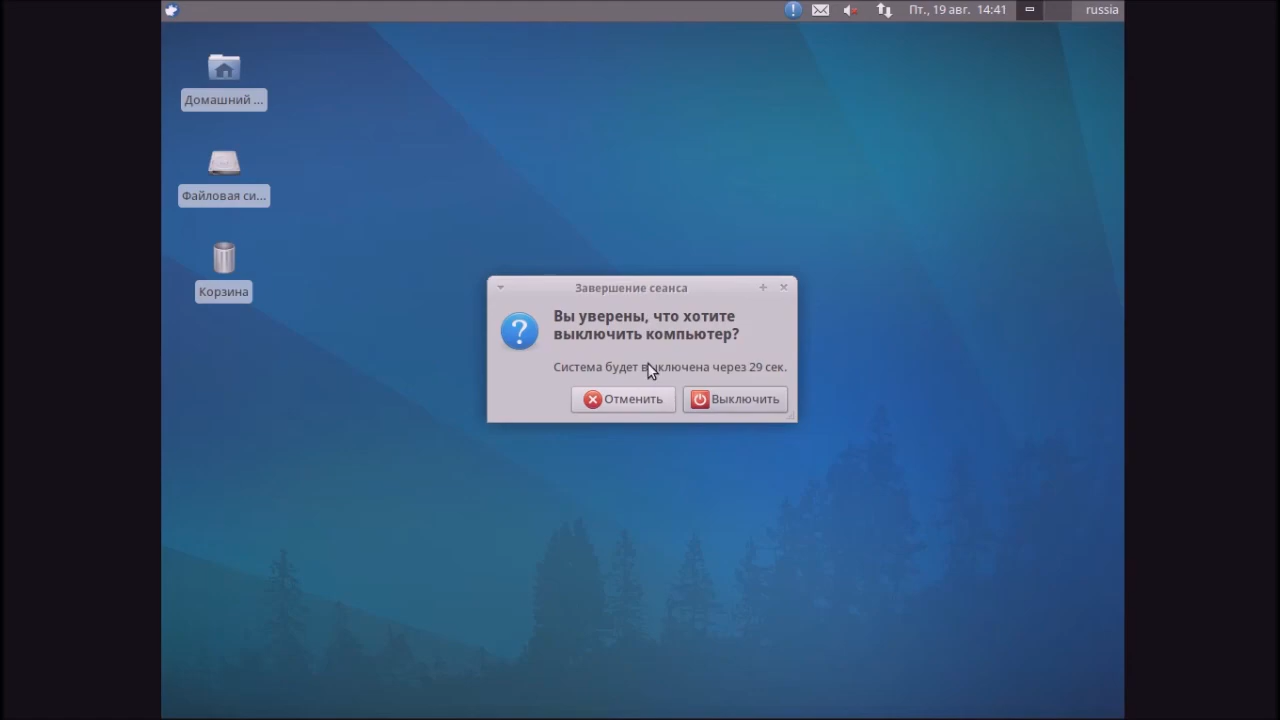 Пт., 19 авг. 14:41
russia
Домашний ...
Файловая си...
Корзина
Завершение сеанса
Вы уверены, что хотите
выключить компьютер?
Система будет выключена через 29 сек.
Отменить
Выключить